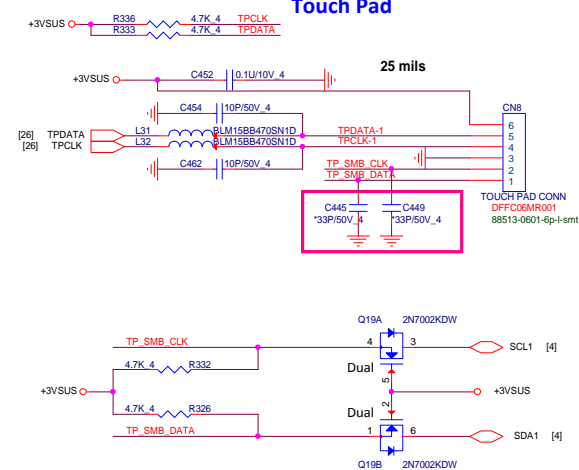 Touch Pad
+3VSUS R336 4.7K_4 TPCLK
R333 4.7K_4 TPDATA
25 mils
+3VSUS C452 0.1U/10V_4
CN8
C454 10P/50V_4
6
[26] TPDATA L31 BLM15BB470SN1D TPDATA-1 5
[26] TPCLK L32 BLM15BB470SN1D TPCLK-1 4
3
C462 10P/50V_4 TP_SMB_CLK 2
TP_SMB_DATA 1
TOUCH PAD CONN
C445 C449 DFFC06MR001
*33P/50V_4 *33P/50V_4 88513-0601-6p-l-smt
Q19A 2N7002KDW
TP_SMB_CLK 4 3 SCL1 [4]
4.7K_4 R332 Dual
5
+3VSUS +3VSUS
2
4.7K_4 R326 Dual
TP_SMB_DATA 1 6 SDA1 [4]
Q19B 2N7002KDW